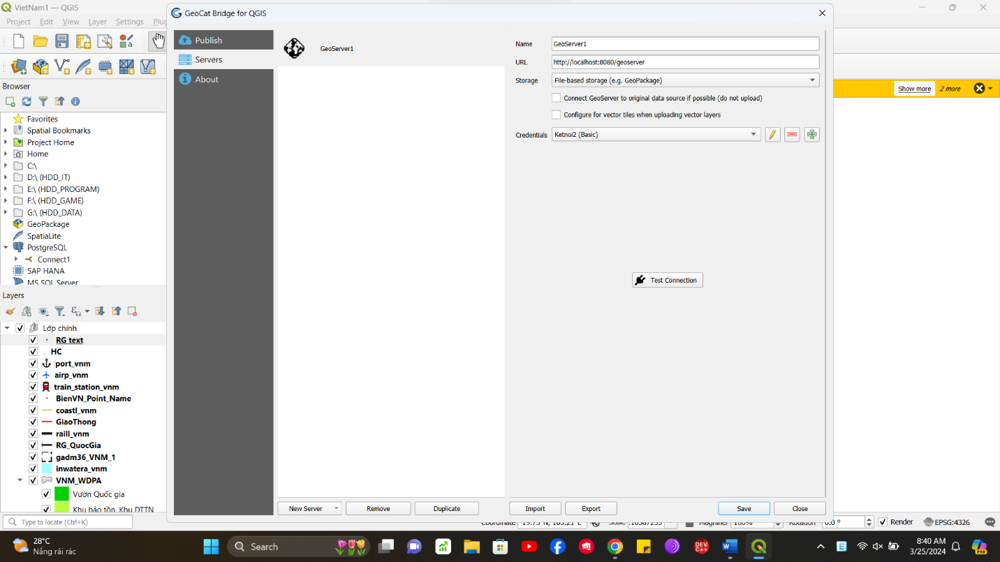 VietNam1 — QGIS
GeoCat Bridge for QGIS
Project Edit View Layer Settings Plug
Publish
Servers
About
GeoServer1
Name GeoServer1
URL http://localhost:8080/geoserver
Storage File-based storage (e.g. GeoPackage)
Connect GeoServer to original data source if possible (do not upload)
Configure for vector tiles when uploading vector layers
Credentials Ketnoi2 (Basic)
Test Connection
New Server Remove Duplicate Import Export Save Close
Show more 2 more
Browser
Favorites
Spatial Bookmarks
Project Home
Home
C:\
D:\ (HDD_IT)
E:\ (HDD_PROGRAM)
F:\ (HDD_GAME)
G:\ (HDD_DATA)
GeoPackage
SpatiaLite
PostgreSQL
Connect1
SAP HANA
MS SQL Server
Layers
Lớp chính
RG text
HC
port_vnm
airp_vnm
train_station_vnm
BienVN_Point_Name
coastl_vnm
GiaoThong
raill_vnm
RG_QuocGia
gadm36_VNM_1
inwatera_vnm
VNM_WDPA
Vườn Quốc gia
Khu bảo tồn, Khu DTTN
Type to locate (Ctrl+K)
Coordinate 19.75°N, 103.21°E Scale Magnifier 100% Rotation 0.0 ° Render EPSG:4326
28°C
Nắng rải rác
Search
DEV C++
8:40 AM
3/25/2024
PRE